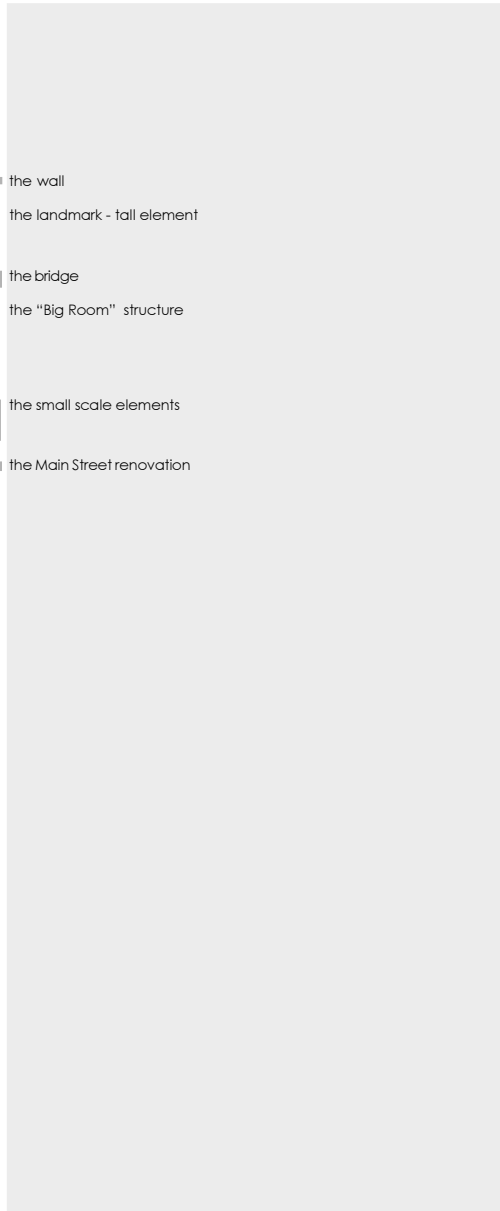 the wall
the landmark - tall element
the bridge
the “Big Room” structure
the small scale elements
the Main Street renovation